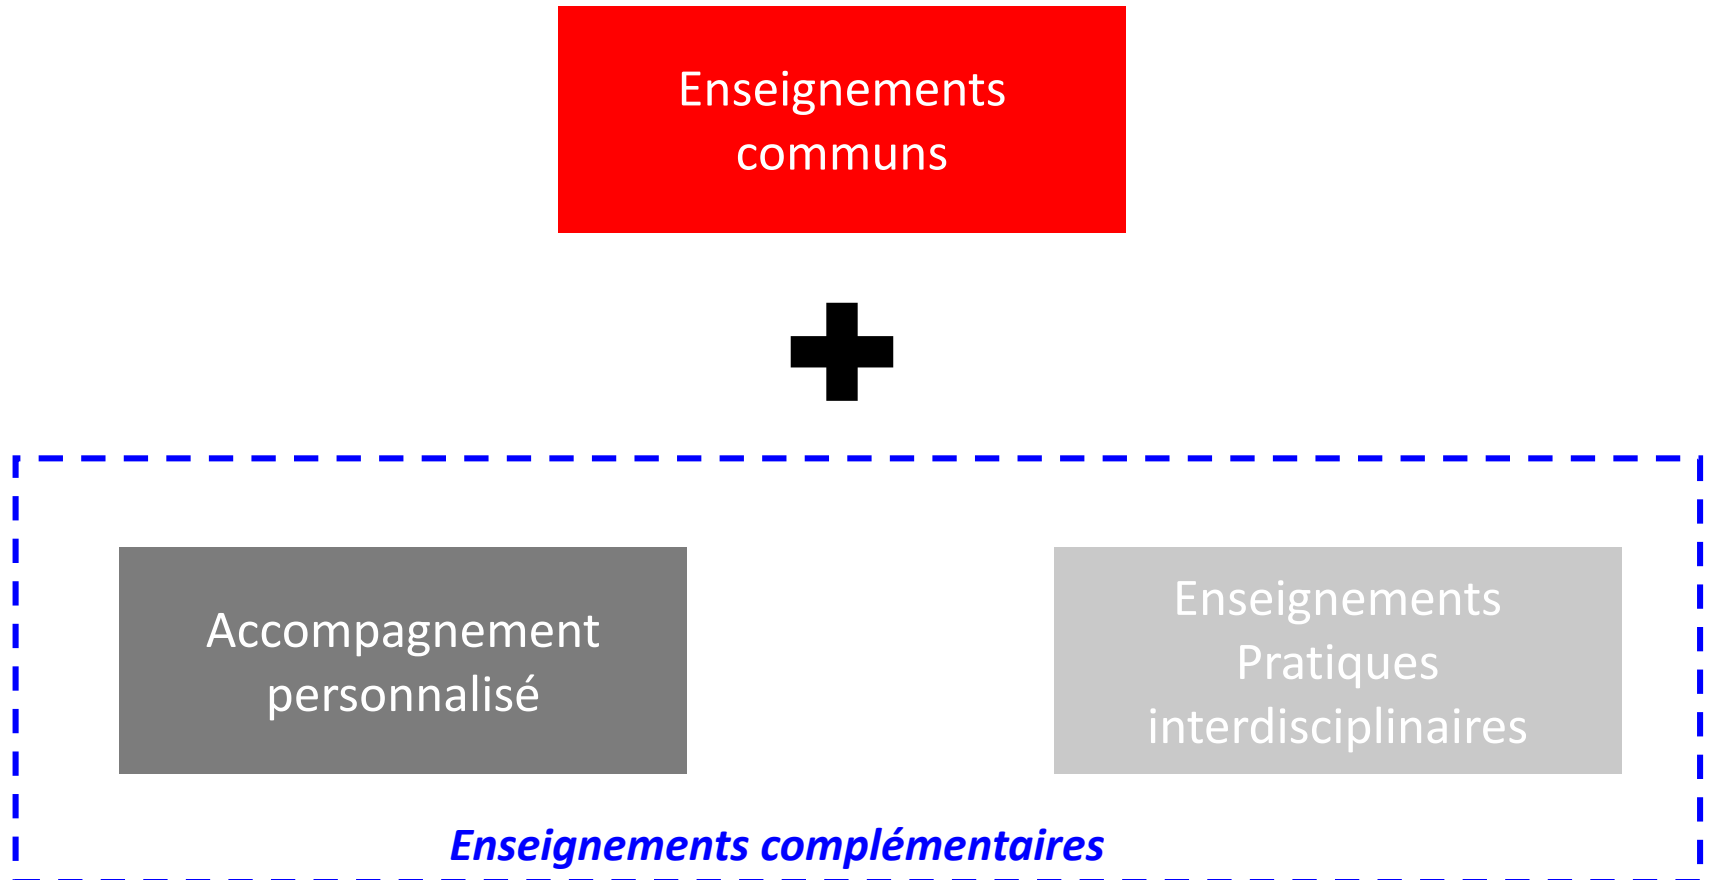 Enseignements
communs
Accompagnement
personnalisé
Enseignements
Pratiques
interdisciplinaires
Enseignements complémentaires